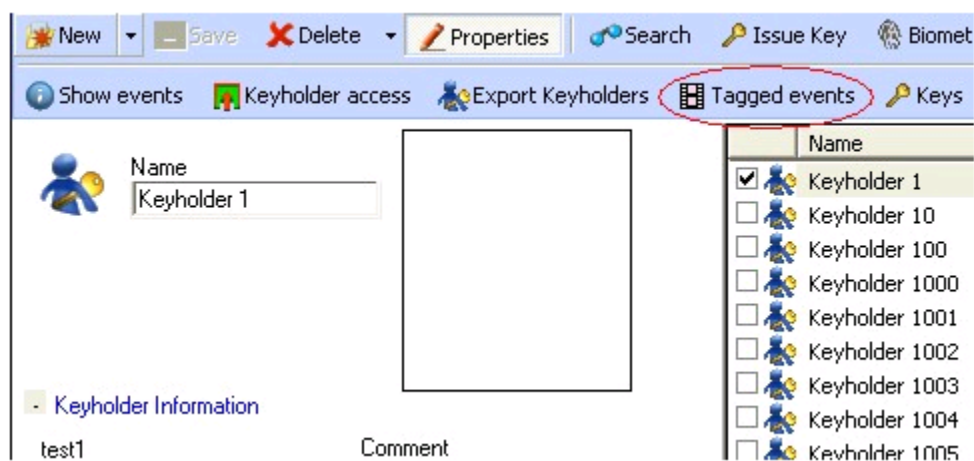 New Save Delete Properties Search Issue Key Biomet
Show events Keyholder access Export Keyholders Tagged events Keys
Name
Keyholder 1
Keyholder Information
test1 Comment
Name
Keyholder 1
Keyholder 10
Keyholder 100
Keyholder 1000
Keyholder 1001
Keyholder 1002
Keyholder 1003
Keyholder 1004
Keyholder 1005